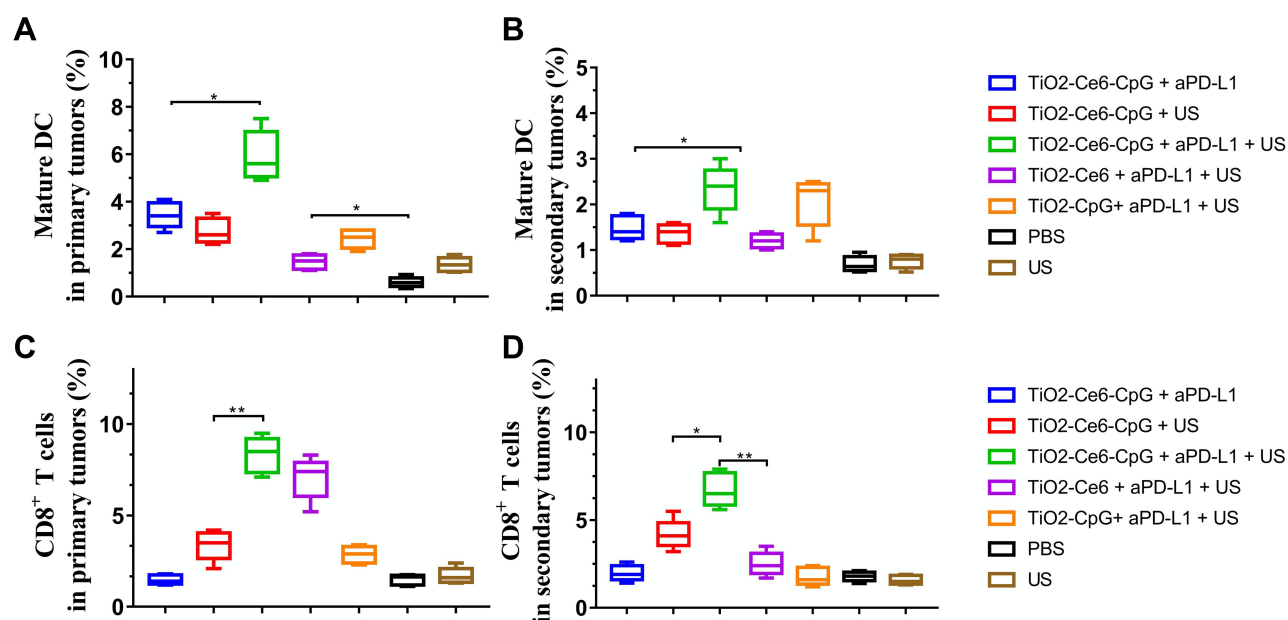 A
Mature DC
in primary tumors (%)
10
8
6
4
2
0
*
*
B
Mature DC
in secondary tumors (%)
5
4
3
2
1
0
*
TiO2-Ce6-CpG + aPD-L1
TiO2-Ce6-CpG + US
TiO2-Ce6-CpG + aPD-L1 + US
TiO2-Ce6 + aPD-L1 + US
TiO2-CpG+ aPD-L1 + US
PBS
US
C
CD8⁺ T cells
in primary tumors (%)
10
5
0
**
D
CD8⁺ T cells
in secondary tumors (%)
10
5
0
*
**
TiO2-Ce6-CpG + aPD-L1
TiO2-Ce6-CpG + US
TiO2-Ce6-CpG + aPD-L1 + US
TiO2-Ce6 + aPD-L1 + US
TiO2-CpG+ aPD-L1 + US
PBS
US